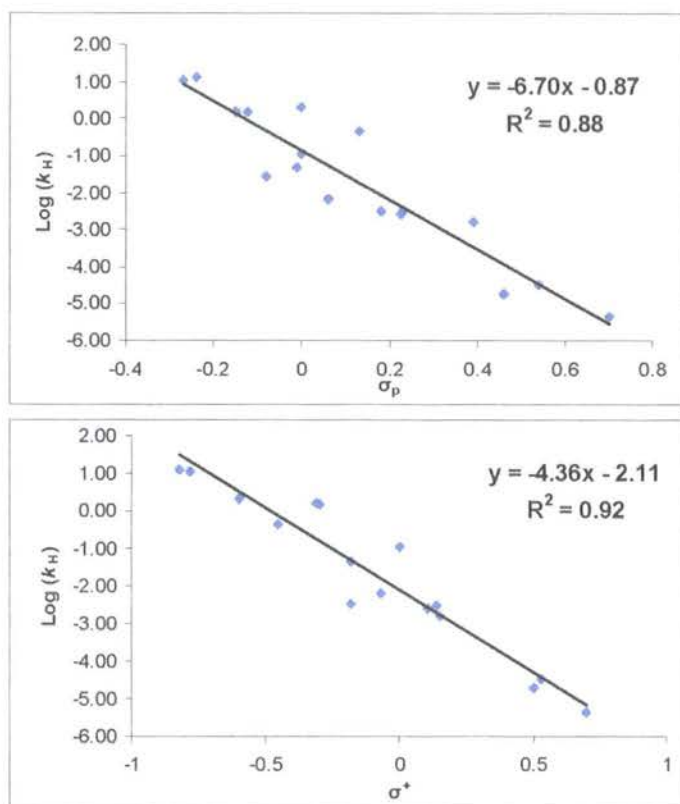 2.00
1.00
0.00
-1.00
-2.00
-3.00
-4.00
-5.00
-6.00
Log (kH)
y = -6.70x - 0.87
R² = 0.88
-0.4 -0.2 0 0.2 0.4 0.6 0.8
σp
2.00
1.00
0.00
-1.00
-2.00
-3.00
-4.00
-5.00
-6.00
Log (kH)
y = -4.36x - 2.11
R² = 0.92
-1 -0.5 0 0.5 1
σ⁺